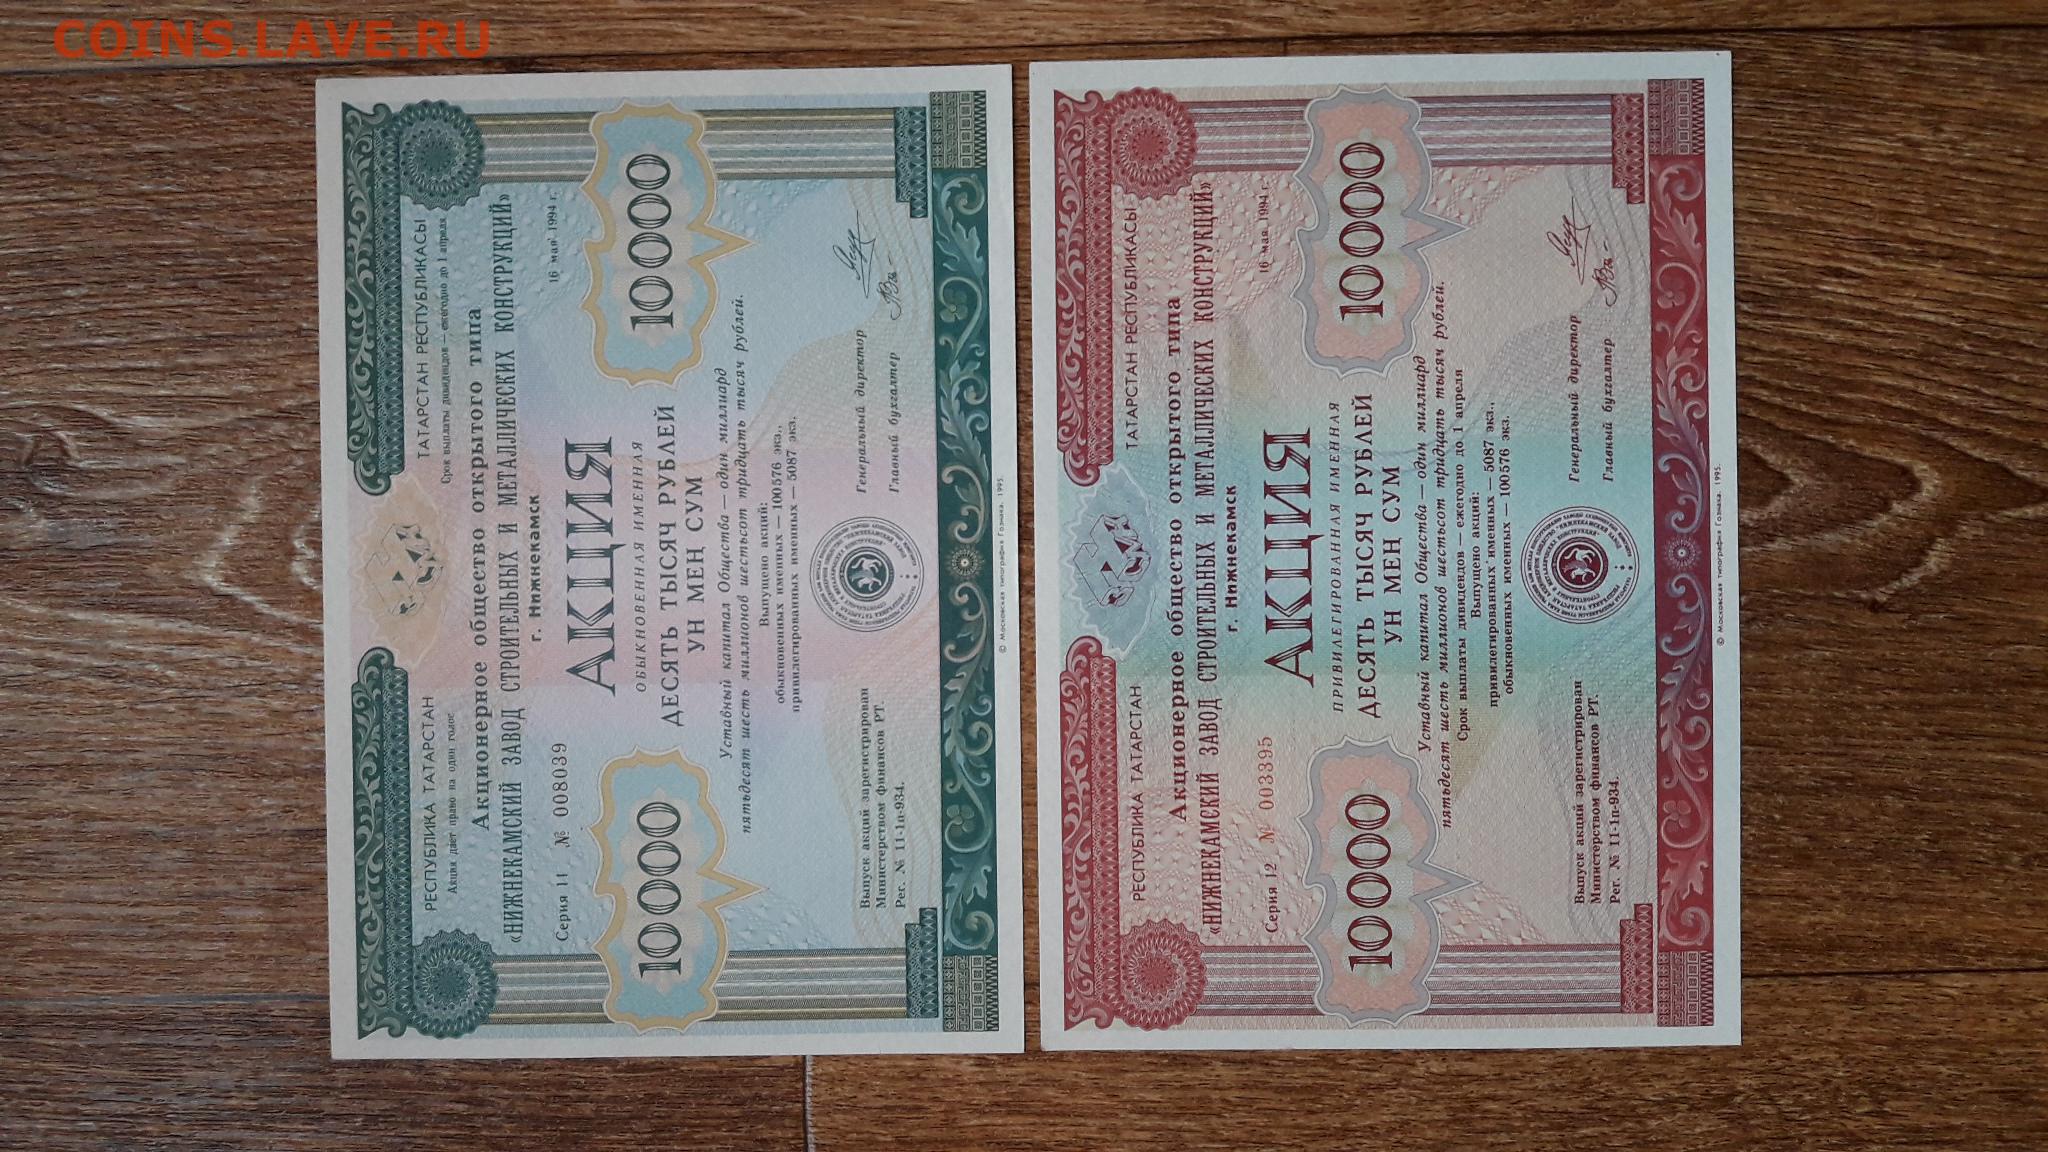 COINS.LAVE.RU
РЕСПУБЛИКА ТАТАРСТАН ТАТАРСТАН РЕСПУБЛИКАСЫ
Акция дает право на один голос Срок выплаты дивидендов — ежегодно до 1 апреля
Акционерное общество открытого типа
«НИЖНЕКАМСКИЙ ЗАВОД СТРОИТЕЛЬНЫХ И МЕТАЛЛИЧЕСКИХ КОНСТРУКЦИЙ»
г. Нижнекамск
Серия 11 № 008039 16 мая 1994 г.
АКЦИЯ
ОБЫКНОВЕННАЯ ИМЕННАЯ
10000 ДЕСЯТЬ ТЫСЯЧ РУБЛЕЙ 10000
УН МЕҢ СУМ
Уставный капитал Общества — один миллиард
пятьдесят шесть миллионов шестьсот тридцать тысяч рублей.
Выпущено акций:
обыкновенных именных — 100576 экз.,
привилегированных именных — 5087 экз.
Выпуск акций зарегистрирован
Министерством финансов РТ.
Рег. № 11-1п-934.
Генеральный директор
Главный бухгалтер
© Московская типография Гознака. 1995.
РЕСПУБЛИКА ТАТАРСТАН ТАТАРСТАН РЕСПУБЛИКАСЫ
Акционерное общество открытого типа
«НИЖНЕКАМСКИЙ ЗАВОД СТРОИТЕЛЬНЫХ И МЕТАЛЛИЧЕСКИХ КОНСТРУКЦИЙ»
г. Нижнекамск
Серия 12 № 003395 16 мая 1994 г.
АКЦИЯ
ПРИВИЛЕГИРОВАННАЯ ИМЕННАЯ
10000 ДЕСЯТЬ ТЫСЯЧ РУБЛЕЙ 10000
УН МЕҢ СУМ
Уставный капитал Общества — один миллиард
пятьдесят шесть миллионов шестьсот тридцать тысяч рублей.
Срок выплаты дивидендов — ежегодно до 1 апреля
Выпущено акций:
привилегированных именных — 5087 экз.,
обыкновенных именных — 100576 экз.
Выпуск акций зарегистрирован
Министерством финансов РТ.
Рег. № 11-1п-934.
Генеральный директор
Главный бухгалтер
© Московская типография Гознака. 1995.